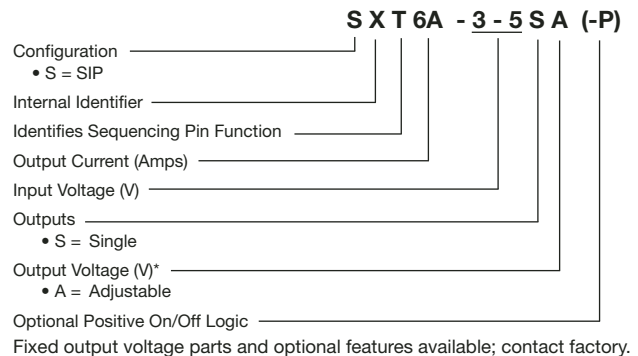 S X T 6A - 3 - 5 S A (-P)
Configuration
• S = SIP
Internal Identifier
Identifies Sequencing Pin Function
Output Current (Amps)
Input Voltage (V)
Outputs
• S = Single
Output Voltage (V)*
• A = Adjustable
Optional Positive On/Off Logic
Fixed output voltage parts and optional features available; contact factory.